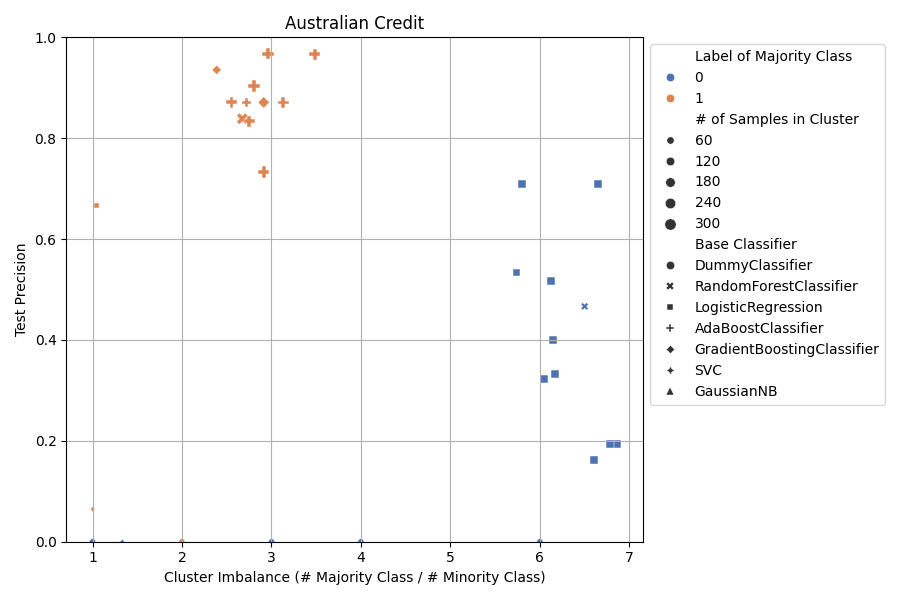 Australian Credit
Test Precision
1.0
0.8
0.6
0.4
0.2
0.0
1 2 3 4 5 6 7
Cluster Imbalance (# Majority Class / # Minority Class)
Label of Majority Class
0
1
# of Samples in Cluster
60
120
180
240
300
Base Classifier
DummyClassifier
RandomForestClassifier
LogisticRegression
AdaBoostClassifier
GradientBoostingClassifier
SVC
GaussianNB